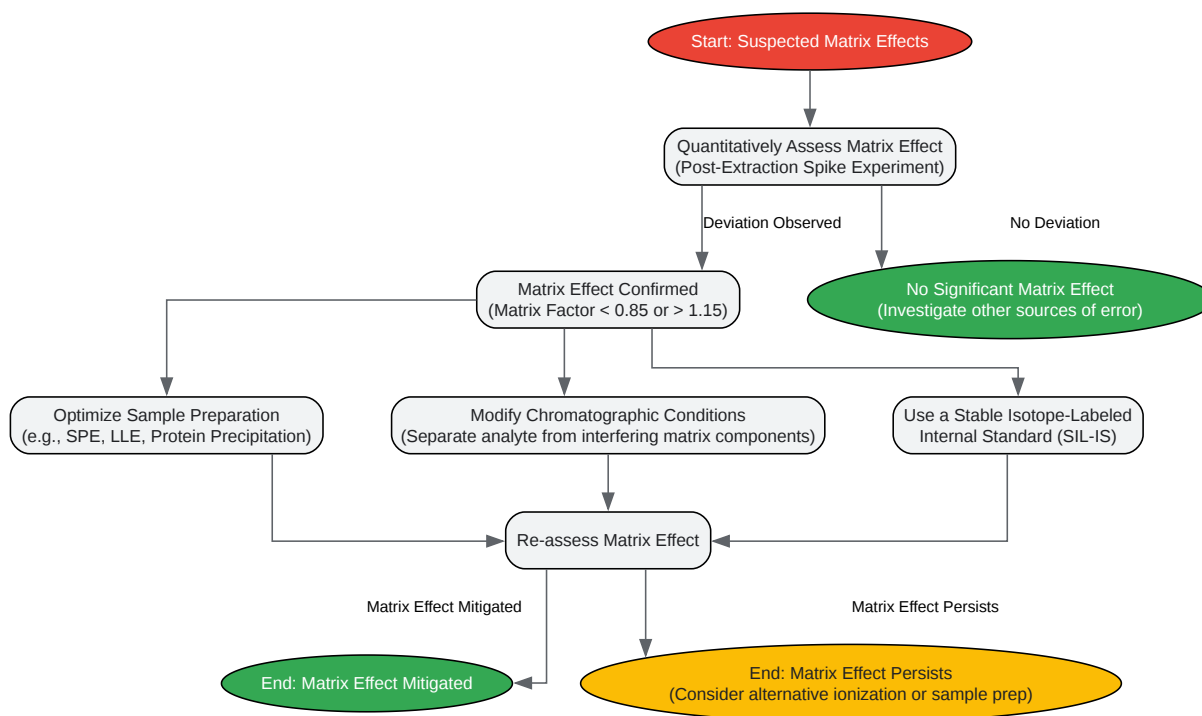 Start: Suspected Matrix Effects
Quantitatively Assess Matrix Effect
(Post-Extraction Spike Experiment)
Deviation Observed
No Deviation
Matrix Effect Confirmed
(Matrix Factor < 0.85 or > 1.15)
No Significant Matrix Effect
(Investigate other sources of error)
Optimize Sample Preparation
(e.g., SPE, LLE, Protein Precipitation)
Modify Chromatographic Conditions
(Separate analyte from interfering matrix components)
Use a Stable Isotope-Labeled
Internal Standard (SIL-IS)
Re-assess Matrix Effect
Matrix Effect Mitigated
Matrix Effect Persists
End: Matrix Effect Mitigated
End: Matrix Effect Persists
(Consider alternative ionization or sample prep)